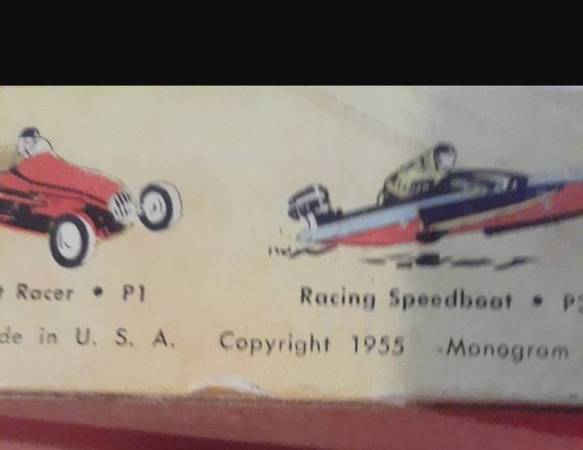 t Racer • P1 Racing Speedboat • P
de in U. S. A. Copyright 1955 Monogram